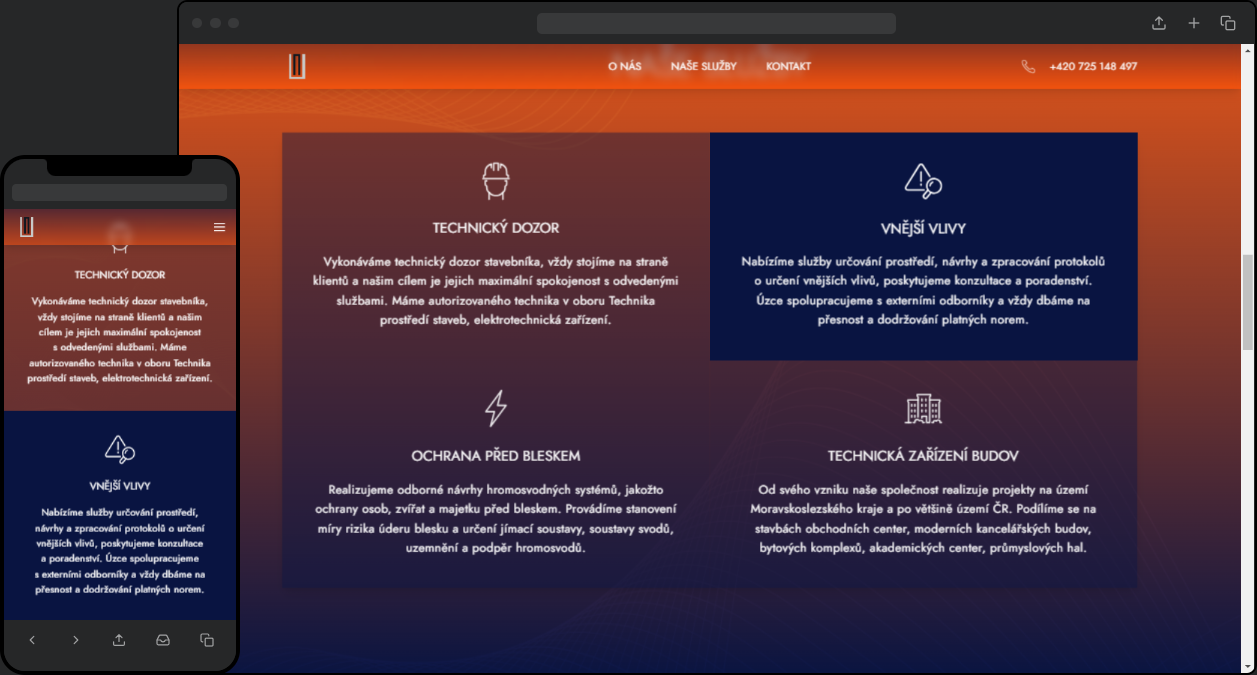 O NÁS NAŠE SLUŽBY KONTAKT +420 725 148 497
TECHNICKÝ DOZOR
Vykonáváme technický dozor stavebníka, vždy stojíme na straně
klientů a našim cílem je jejich maximální spokojenost s odvedenými
službami. Máme autorizovaného technika v oboru Technika
prostředí staveb, elektrotechnická zařízení.
VNĚJŠÍ VLIVY
Nabízíme služby určování prostředí, návrhy a zpracování protokolů
o určení vnějších vlivů, poskytujeme konzultace a poradenství.
Úzce spolupracujeme s externími odborníky a vždy dbáme na
přesnost a dodržování platných norem.
OCHRANA PŘED BLESKEM
Realizujeme odborné návrhy hromosvodných systémů, jakožto
ochrany osob, zvířat a majetku před bleskem. Provádíme stanovení
míry rizika úderu blesku a určení jímací soustavy, soustavy svodů,
uzemnění a podpěr hromosvodů.
TECHNICKÁ ZAŘÍZENÍ BUDOV
Od svého vzniku naše společnost realizuje projekty na území
Moravskoslezského kraje a po většině území ČR. Podílíme se na
stavbách obchodních center, moderních kancelářských budov,
bytových komplexů, akademických center, průmyslových hal.
TECHNICKÝ DOZOR
Vykonáváme technický dozor stavebníka,
vždy stojíme na straně klientů a našim
cílem je jejich maximální spokojenost
s odvedenými službami. Máme
autorizovaného technika v oboru Technika
prostředí staveb, elektrotechnická zařízení.
VNĚJŠÍ VLIVY
Nabízíme služby určování prostředí,
návrhy a zpracování protokolů o určení
vnějších vlivů, poskytujeme konzultace
a poradenství. Úzce spolupracujeme
s externími odborníky a vždy dbáme na
přesnost a dodržování platných norem.